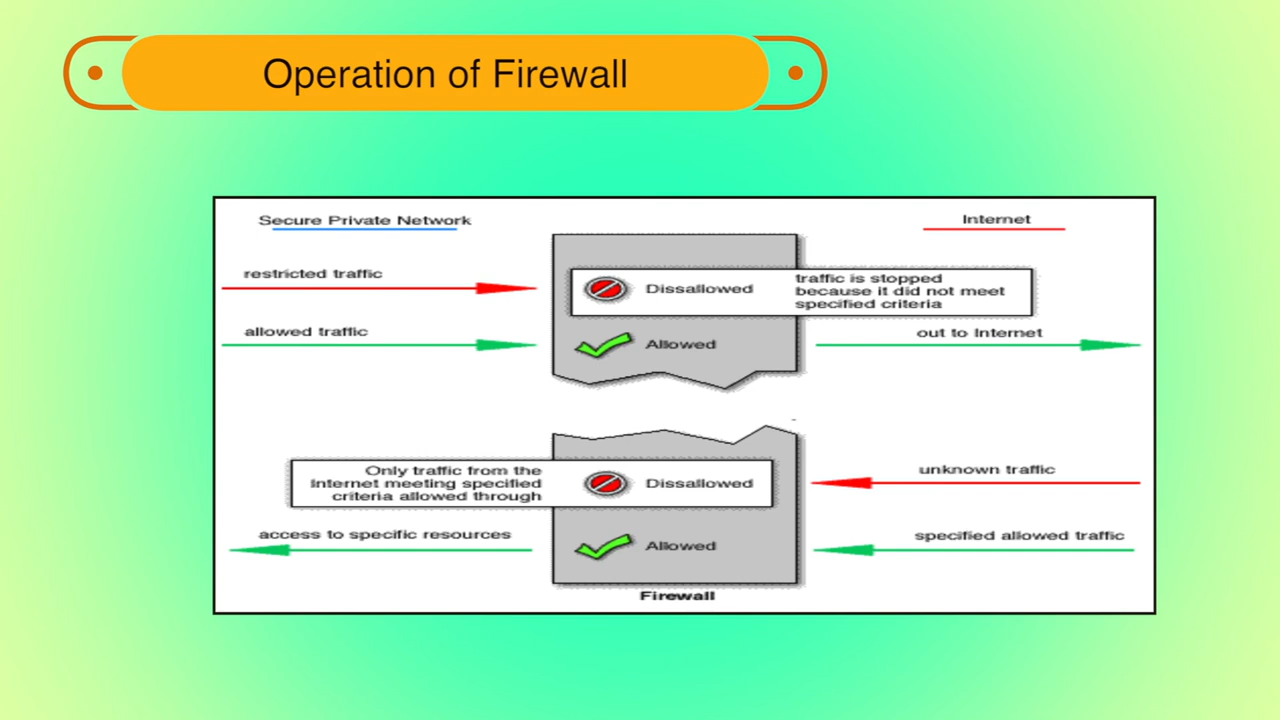 Operation of Firewall
Secure Private Network
Internet
restricted traffic
Dissallowed
traffic is stopped
because it did not meet
specified criteria
allowed traffic
Allowed
out to Internet
Only traffic from the
Internet meeting specified
criteria allowed through
Dissallowed
unknown traffic
access to specific resources
Allowed
specified allowed traffic
Firewall